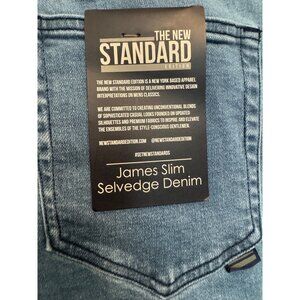 THE NEW
STANDARD
EDITION
THE NEW STANDARD EDITION IS A NEW YORK BASED APPAREL
BRAND WITH THE MISSION OF DELIVERING INNOVATIVE DESIGN
INTERPRETATIONS ON MENS CLASSICS.
WE ARE COMMITTED TO CREATING UNCONVENTIONAL BLENDS
OF SOPHISTICATED CASUAL LOOKS FOUNDED ON UPDATED
SILHOUETTES AND PREMIUM FABRICS TO INSPIRE AND ELEVATE
THE ENSEMBLES OF THE STYLE-CONSCIOUS GENTLEMEN.
NEWSTANDARDEDITION.COM @NEWSTANDARDEDITION
#SETNEWSTANDARDS
James Slim
Selvedge Denim